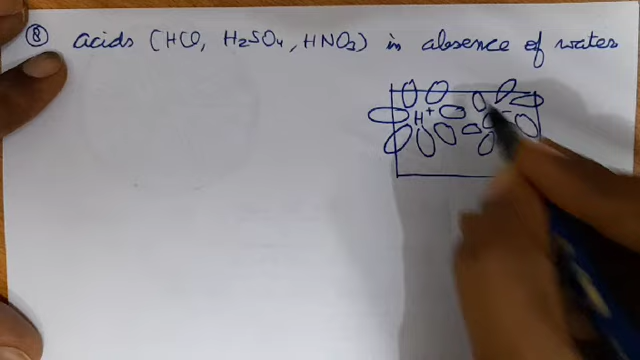 ⑧ acids (HCl, H₂SO₄, HNO₃) in absence of water
H⁺